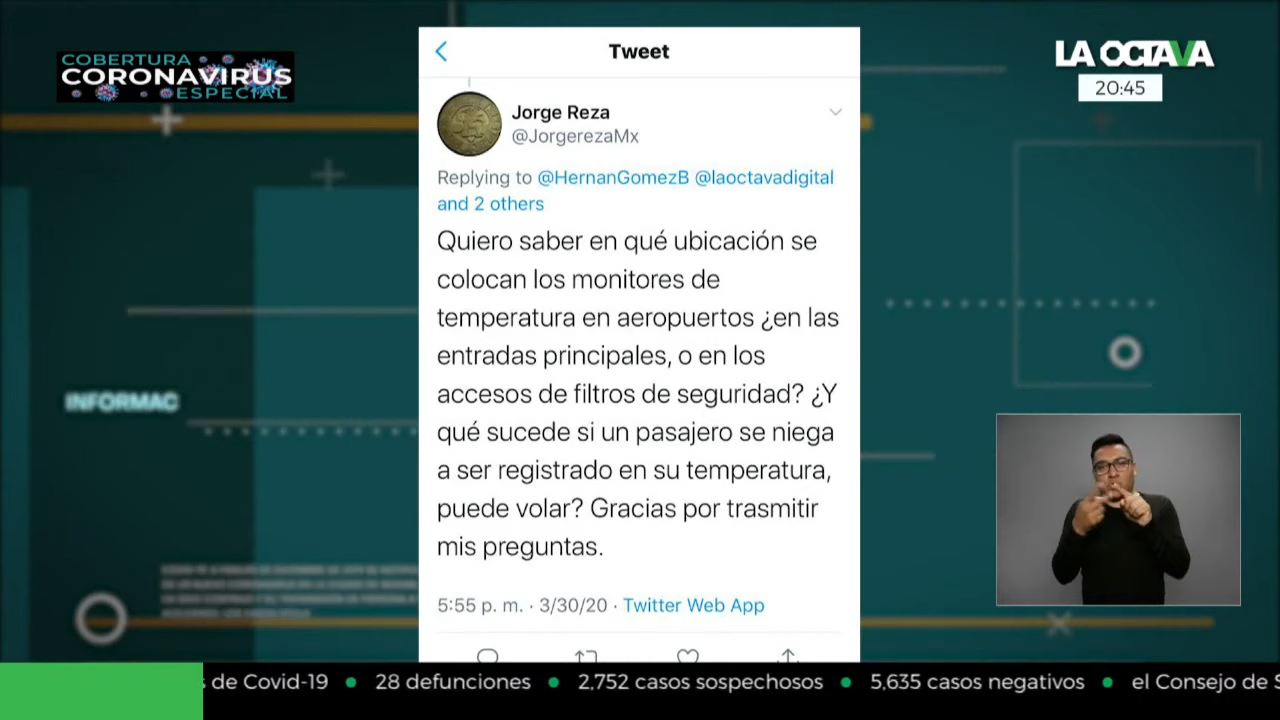 COBERTURA
CORONAVIRUS
ESPECIAL
LA OCTAVA
20:45
Tweet
Jorge Reza
@JorgerezaMx
Replying to @HernanGomezB @laoctavadigital
and 2 others
Quiero saber en qué ubicación se
colocan los monitores de
temperatura en aeropuertos ¿en las
entradas principales, o en los
accesos de filtros de seguridad? ¿Y
qué sucede si un pasajero se niega
a ser registrado en su temperatura,
puede volar? Gracias por trasmitir
mis preguntas.
5:55 p. m. · 3/30/20 · Twitter Web App
INFORMAC
s de Covid-19 • 28 defunciones • 2,752 casos sospechosos • 5,635 casos negativos • el Consejo de S